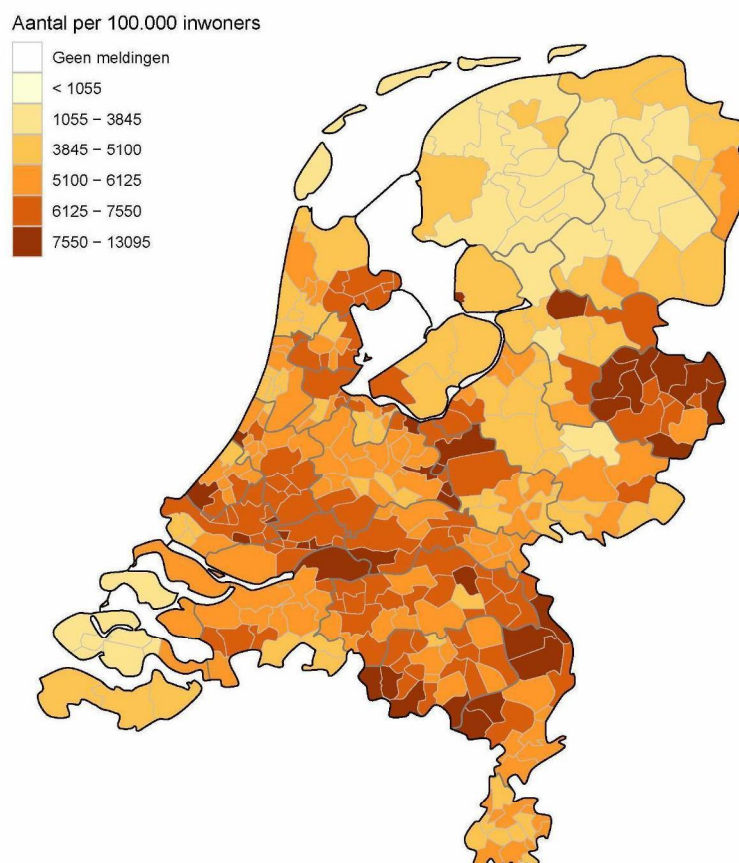 Aantal per 100.000 inwoners
Geen meldingen
< 1055
1055 – 3845
3845 – 5100
5100 – 6125
6125 – 7550
7550 – 13095